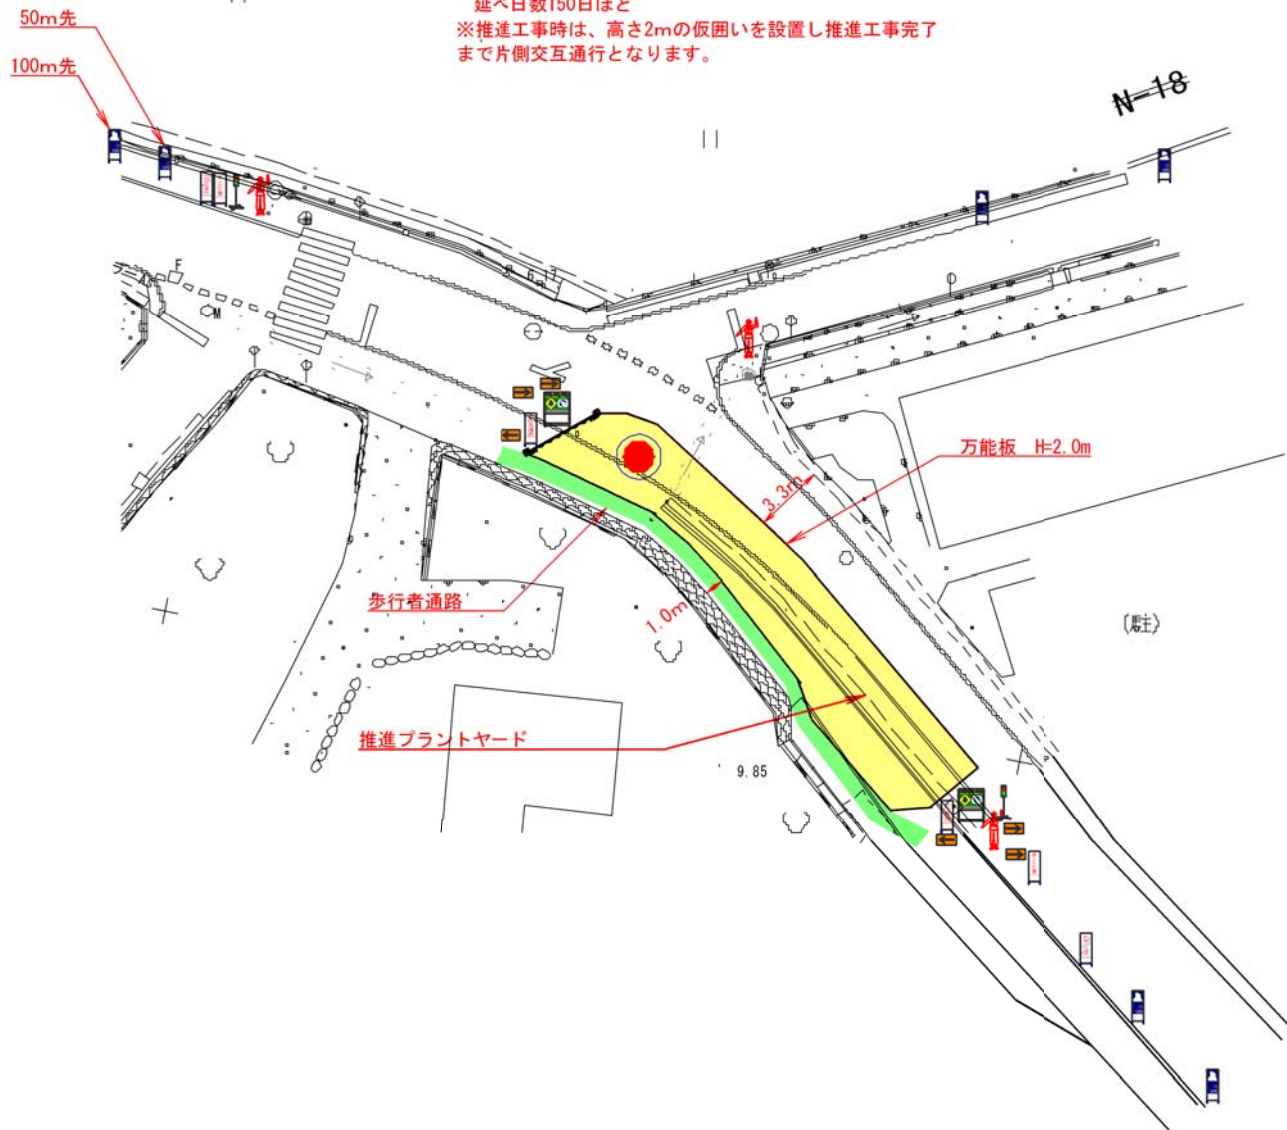 延べ日数150日ほど
※推進工事時は、高さ2mの仮囲いを設置し推進工事完了
まで片側交互通行となります。
50m先
100m先
N-18
F
M
万能板 H=2.0m
3.3m
歩行者通路
1.0m
(駐)
推進プラントヤード
9.85